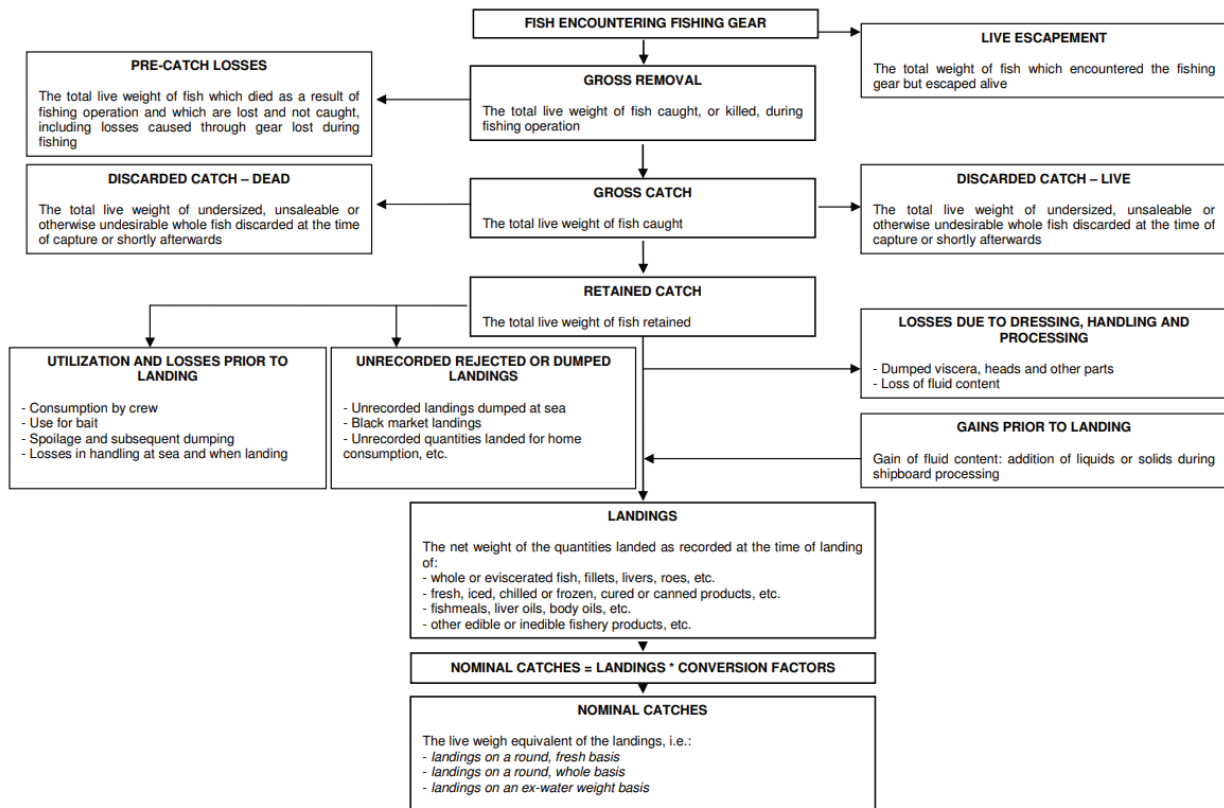 FISH ENCOUNTERING FISHING GEAR
LIVE ESCAPEMENT
The total weight of fish which encountered the fishing
gear but escaped alive
PRE-CATCH LOSSES
The total live weight of fish which died as a result of
fishing operation and which are lost and not caught,
including losses caused through gear lost during
fishing
GROSS REMOVAL
The total live weight of fish caught, or killed, during
fishing operation
DISCARDED CATCH – DEAD
The total live weight of undersized, unsaleable or
otherwise undesirable whole fish discarded at the time
of capture or shortly afterwards
GROSS CATCH
The total live weight of fish caught
DISCARDED CATCH – LIVE
The total live weight of undersized, unsaleable or
otherwise undesirable whole fish discarded at the time of
capture or shortly afterwards
RETAINED CATCH
The total live weight of fish retained
LOSSES DUE TO DRESSING, HANDLING AND
PROCESSING
- Dumped viscera, heads and other parts
- Loss of fluid content
UTILIZATION AND LOSSES PRIOR TO
LANDING
- Consumption by crew
- Use for bait
- Spoilage and subsequent dumping
- Losses in handling at sea and when landing
UNRECORDED REJECTED OR DUMPED
LANDINGS
- Unrecorded landings dumped at sea
- Black market landings
- Unrecorded quantities landed for home
consumption, etc.
GAINS PRIOR TO LANDING
Gain of fluid content: addition of liquids or solids during
shipboard processing
LANDINGS
The net weight of the quantities landed as recorded at the time of landing
of:
- whole or eviscerated fish, fillets, livers, roes, etc.
- fresh, iced, chilled or frozen, cured or canned products, etc.
- fishmeals, liver oils, body oils, etc.
- other edible or inedible fishery products, etc.
NOMINAL CATCHES = LANDINGS * CONVERSION FACTORS
NOMINAL CATCHES
The live weigh equivalent of the landings, i.e.:
- landings on a round, fresh basis
- landings on a round, whole basis
- landings on an ex-water weight basis